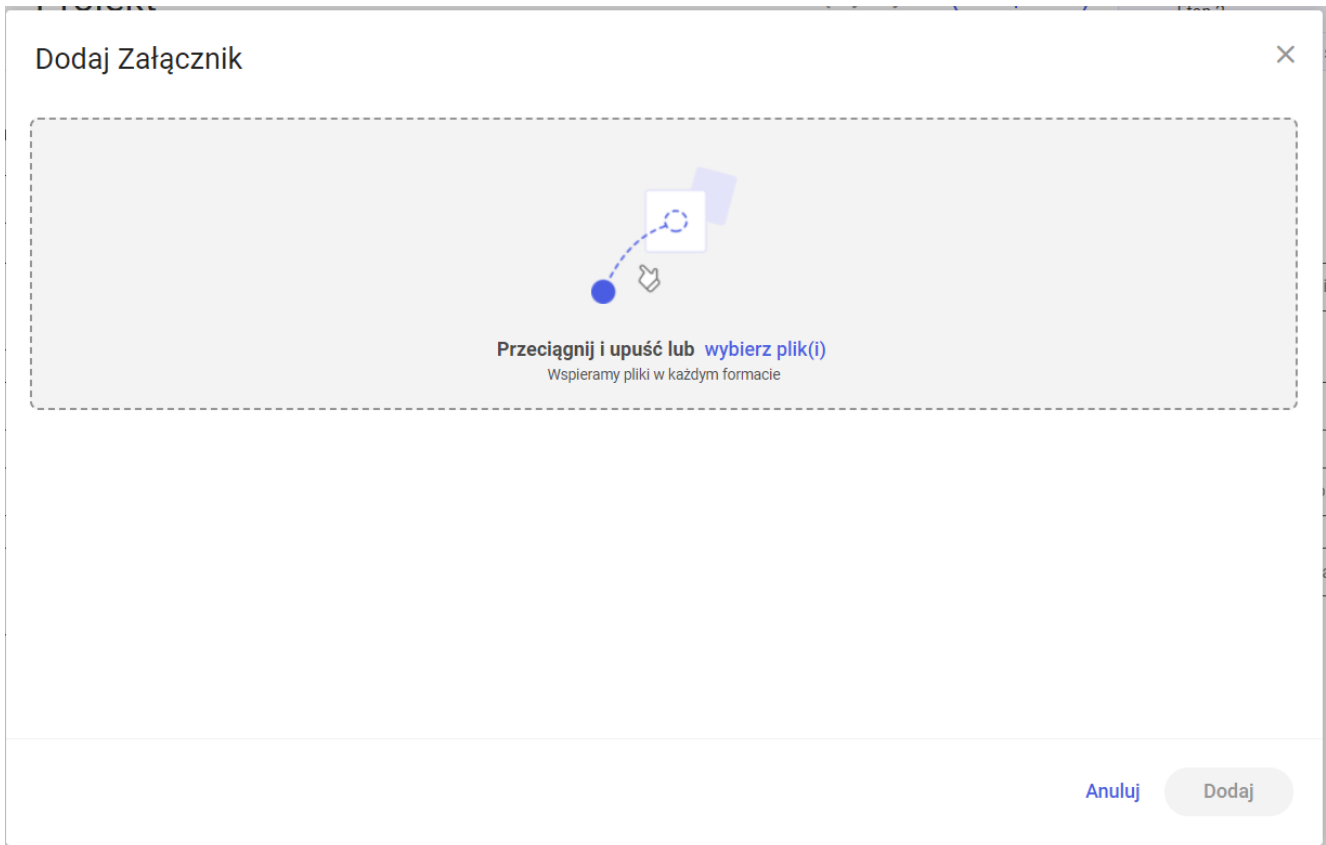 Dodaj Załącznik
Przeciągnij i upuść lub wybierz plik(i)
Wspieramy pliki w każdym formacie
Anuluj
Dodaj